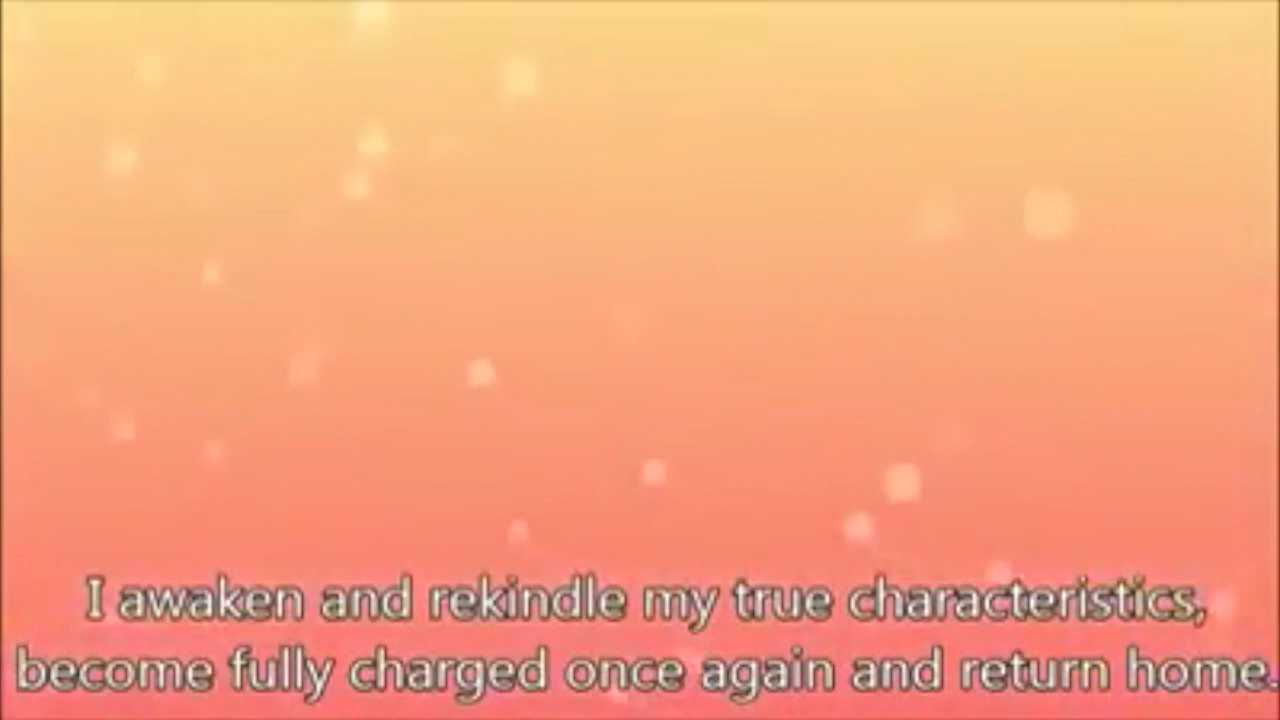 I awaken and rekindle my true characteristics,
become fully charged once again and return home.